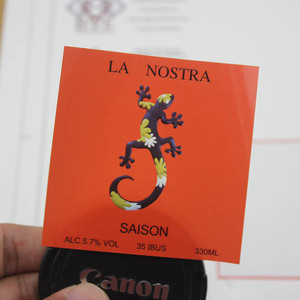 LA NOSTRA
SAISON
ALC.5.7% VOL 35 IBUS 330ML
Canon